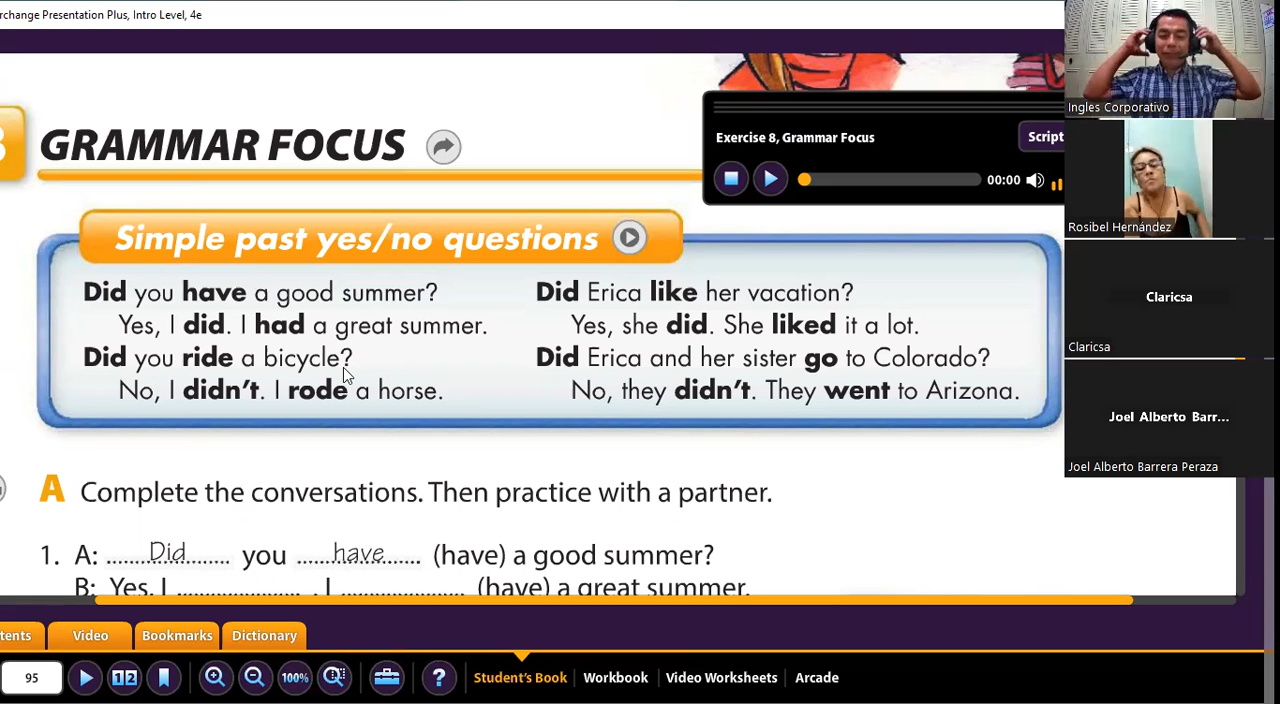 rchange Presentation Plus, Intro Level, 4e
GRAMMAR FOCUS
Exercise 8, Grammar Focus
Script
00:00
Simple past yes/no questions
Did you have a good summer?
Yes, I did. I had a great summer.
Did you ride a bicycle?
No, I didn't. I rode a horse.
Did Erica like her vacation?
Yes, she did. She liked it a lot.
Did Erica and her sister go to Colorado?
No, they didn't. They went to Arizona.
A Complete the conversations. Then practice with a partner.
1. A: Did you have (have) a good summer?
B: Yes, I ............ . I ............ (have) a great summer.
Ingles Corporativo
Rosibel Hernández
Claricsa
Claricsa
Joel Alberto Barr...
Joel Alberto Barrera Peraza
tents Video Bookmarks Dictionary
95 12 100% ? Student's Book Workbook Video Worksheets Arcade